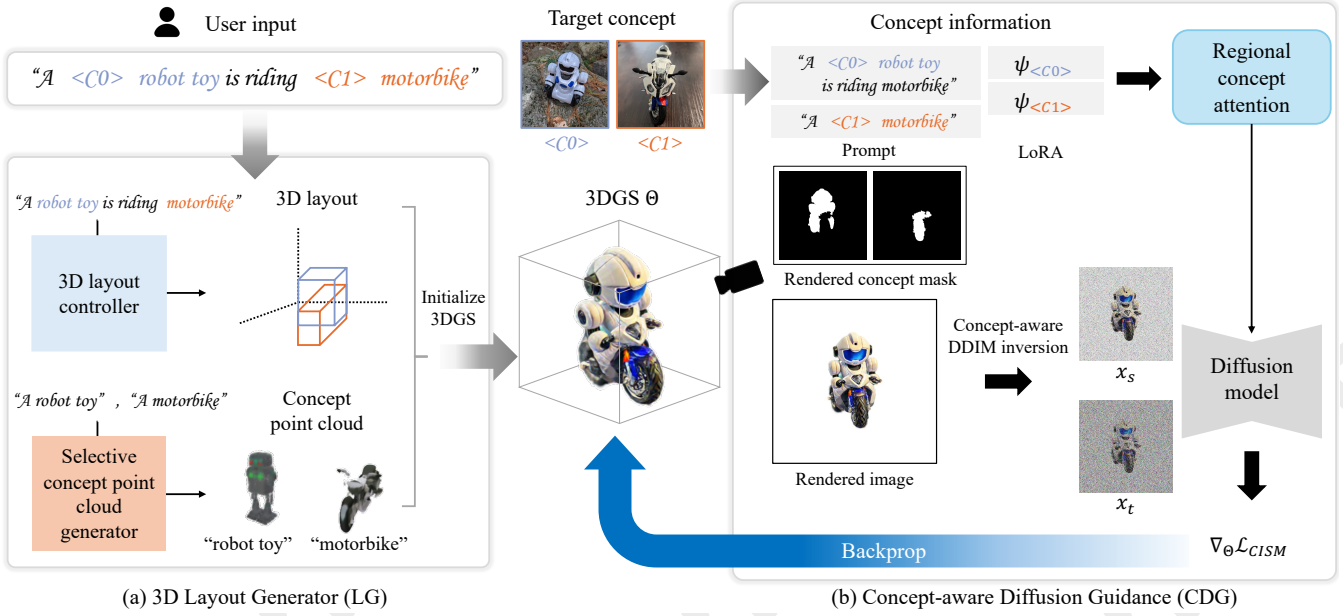 User input
“A <C0> robot toy is riding <C1> motorbike”
“A robot toy is riding motorbike”
3D layout
controller
3D layout
“A robot toy” , “A motorbike”
Selective
concept point
cloud
generator
Concept
point cloud
“robot toy”
“motorbike”
Initialize
3DGS
(a) 3D Layout Generator (LG)
Target concept
<C0>
<C1>
3DGS Θ
Concept information
“A <C0> robot toy
is riding motorbike”
“A <C1> motorbike”
Prompt
ψ<C0>
ψ<C1>
LoRA
Regional
concept
attention
Rendered concept mask
Rendered image
Concept-aware
DDIM inversion
xₛ
xₜ
Diffusion
model
∇Θ𝓛CISM
Backprop
(b) Concept-aware Diffusion Guidance (CDG)